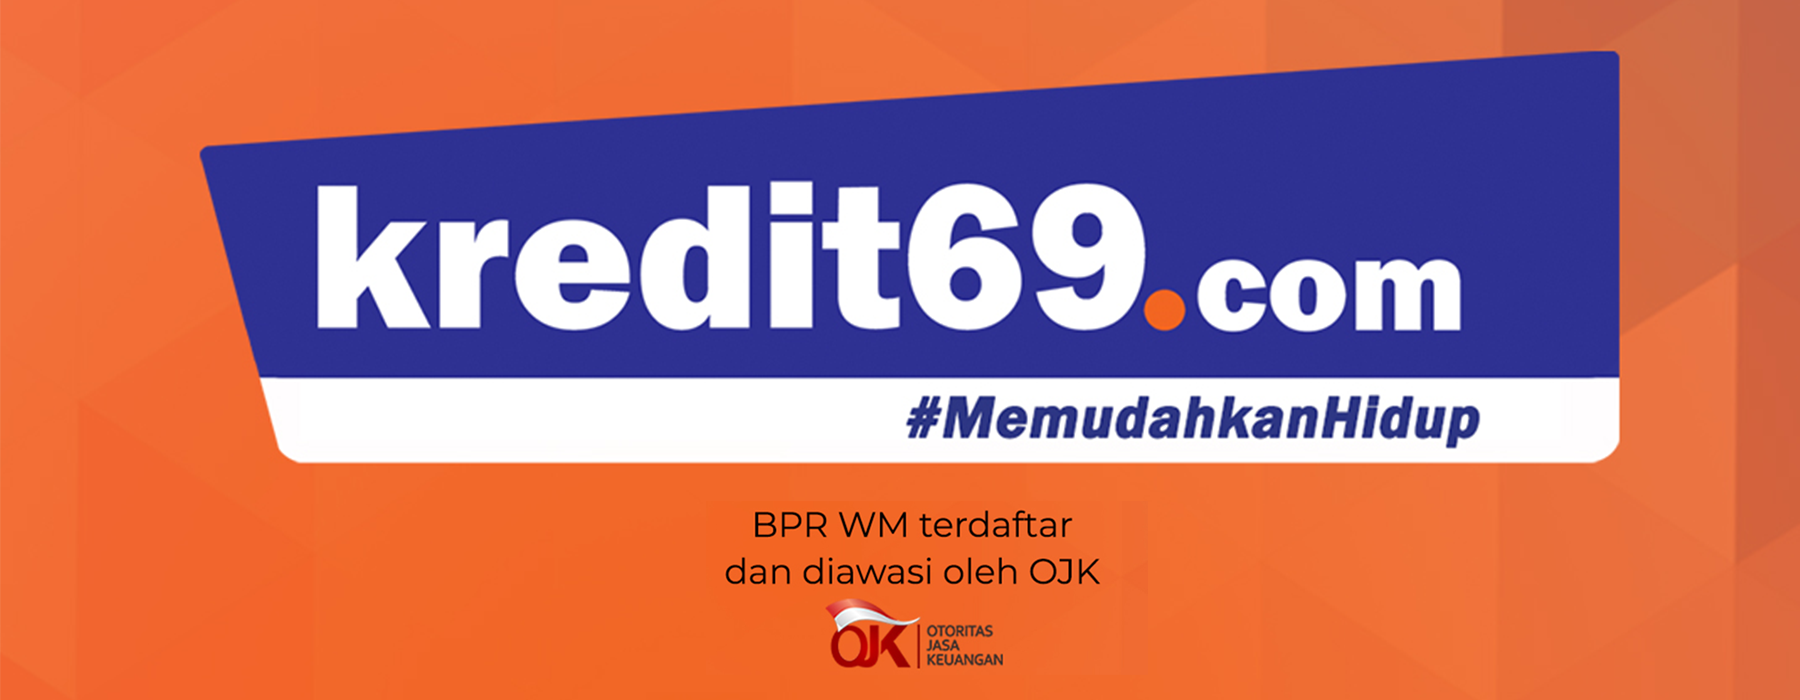 kredit69.com
#MemudahkanHidup
BPR WM terdaftar
dan diawasi oleh OJK
OJK
OTORITAS
JASA
KEUANGAN